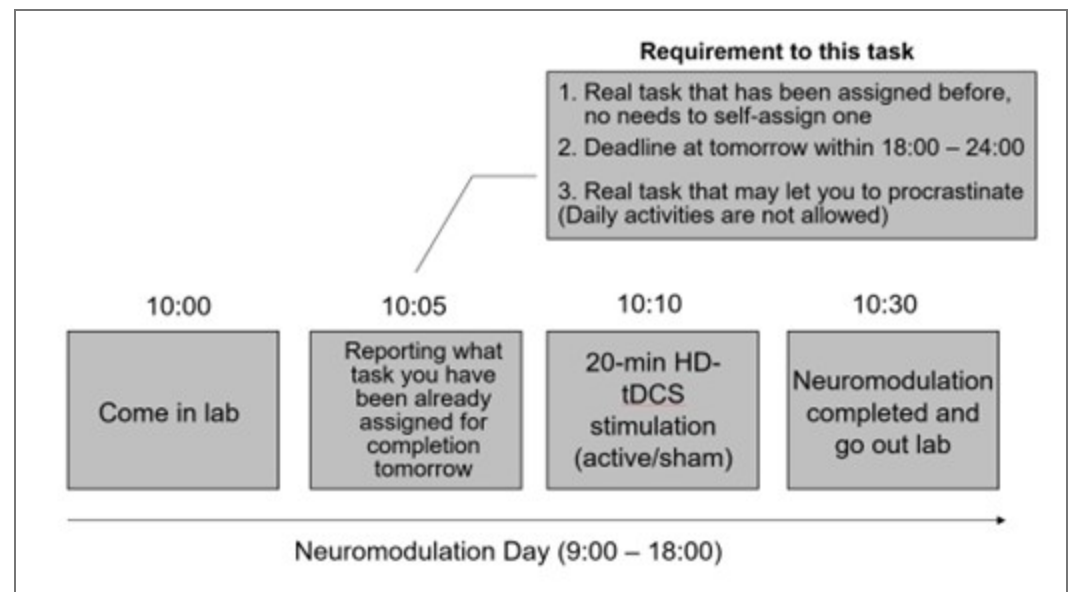 Requirement to this task
1. Real task that has been assigned before,
no needs to self-assign one
2. Deadline at tomorrow within 18:00 – 24:00
3. Real task that may let you to procrastinate
(Daily activities are not allowed)
10:00
10:05
10:10
10:30
Come in lab
Reporting what
task you have
been already
assigned for
completion
tomorrow
20-min HD-
tDCS
stimulation
(active/sham)
Neuromodulation
completed and
go out lab
Neuromodulation Day (9:00 – 18:00)